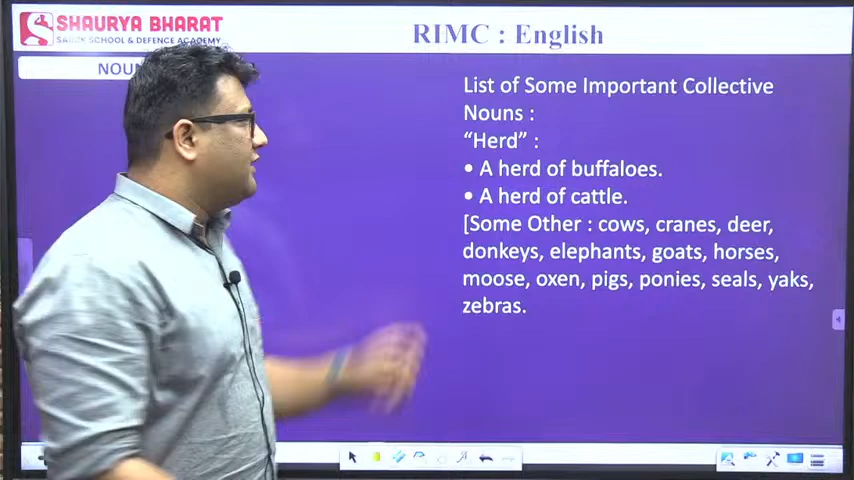 SHAURYA BHARAT
SAINIK SCHOOL & DEFENCE ACADEMY
RIMC : English
List of Some Important Collective
Nouns :
“Herd” :
• A herd of buffaloes.
• A herd of cattle.
[Some Other : cows, cranes, deer,
donkeys, elephants, goats, horses,
moose, oxen, pigs, ponies, seals, yaks,
zebras.